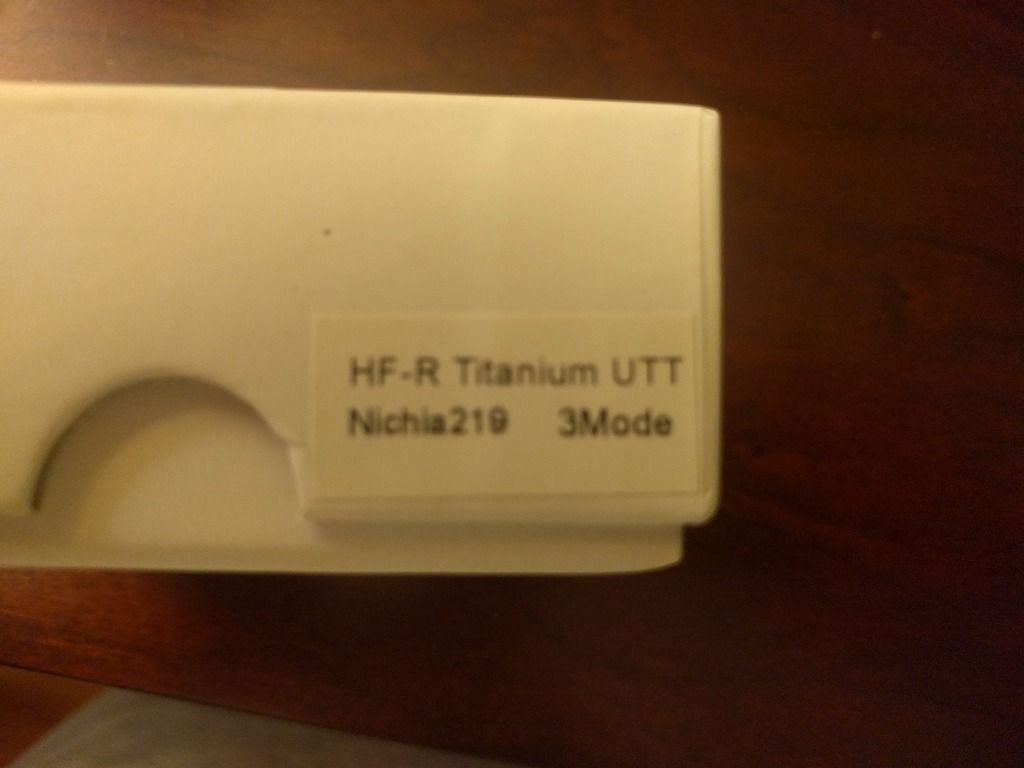 HF-R Titanium UTT
Nichia219 3Mode